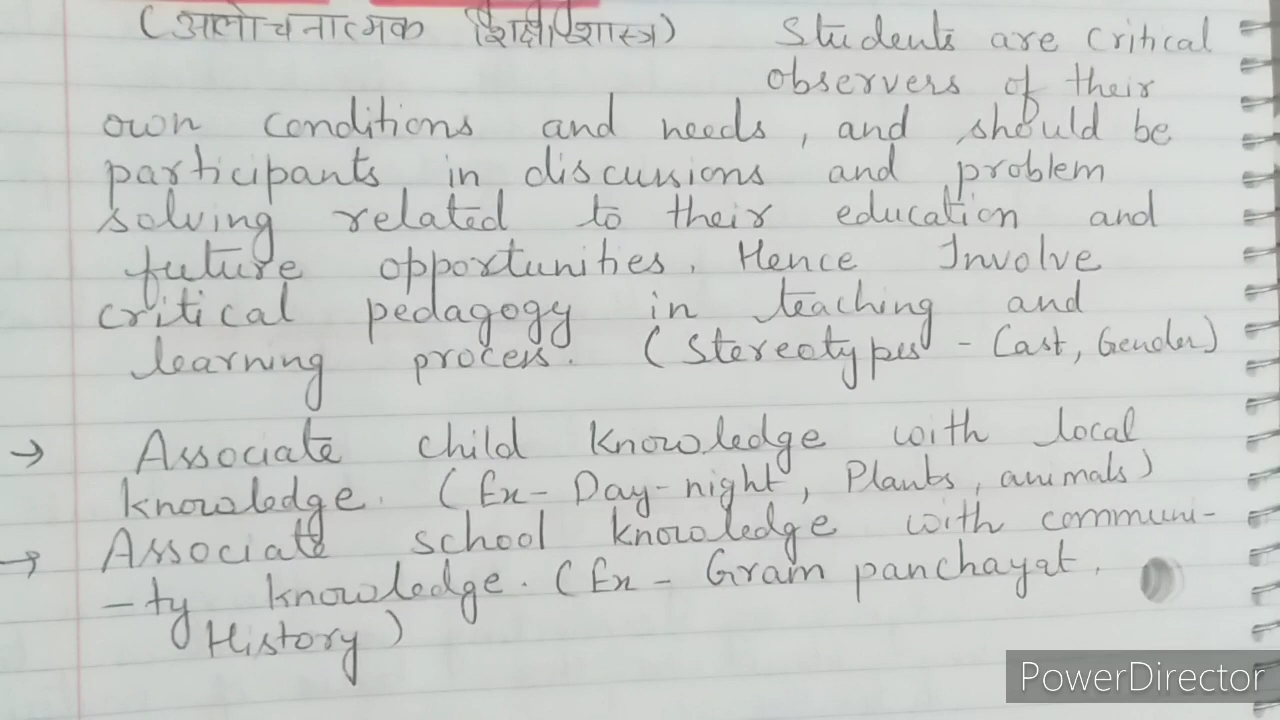 (आलोचनात्मक शिक्षाशास्त्र) Students are critical
observers of their
own conditions and needs, and should be
participants in discussions and problem
solving related to their education and
future opportunities. Hence Involve
critical pedagogy in teaching and
learning process. (Stereotypes - Cast, Gender)
→ Associate child knowledge with local
knowledge. (Ex- Day-night, Plants, animals)
→ Associate school knowledge with communi-
-ty knowledge. (Ex - Gram panchayat.
History)
PowerDirector